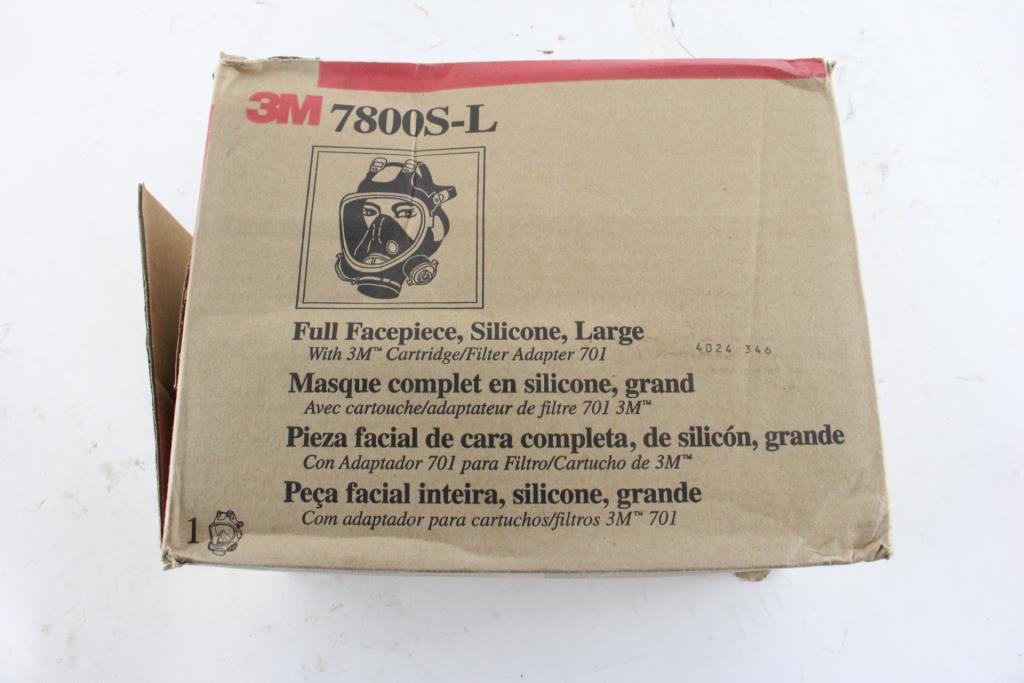 3M 7800S-L
Full Facepiece, Silicone, Large
With 3M™ Cartridge/Filter Adapter 701
4024 346
Masque complet en silicone, grand
Avec cartouche/adaptateur de filtre 701 3M™
Pieza facial de cara completa, de silicón, grande
Con Adaptador 701 para Filtro/Cartucho de 3M™
Peça facial inteira, silicone, grande
Com adaptador para cartuchos/filtros 3M™ 701
1